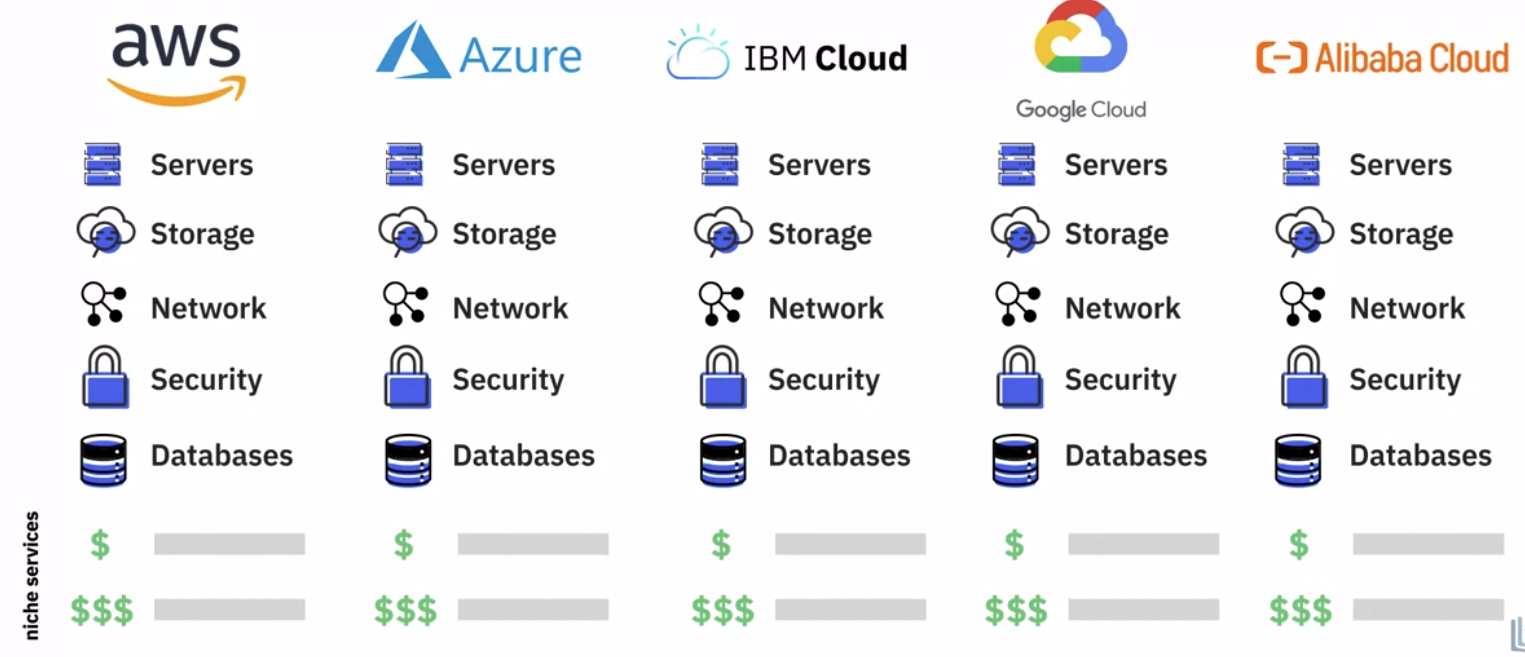 aws Azure IBM Cloud Google Cloud Alibaba Cloud
Servers Servers Servers Servers Servers
Storage Storage Storage Storage Storage
Network Network Network Network Network
Security Security Security Security Security
Databases Databases Databases Databases Databases
niche services
$ $ $ $ $
$$$ $$$ $$$ $$$ $$$